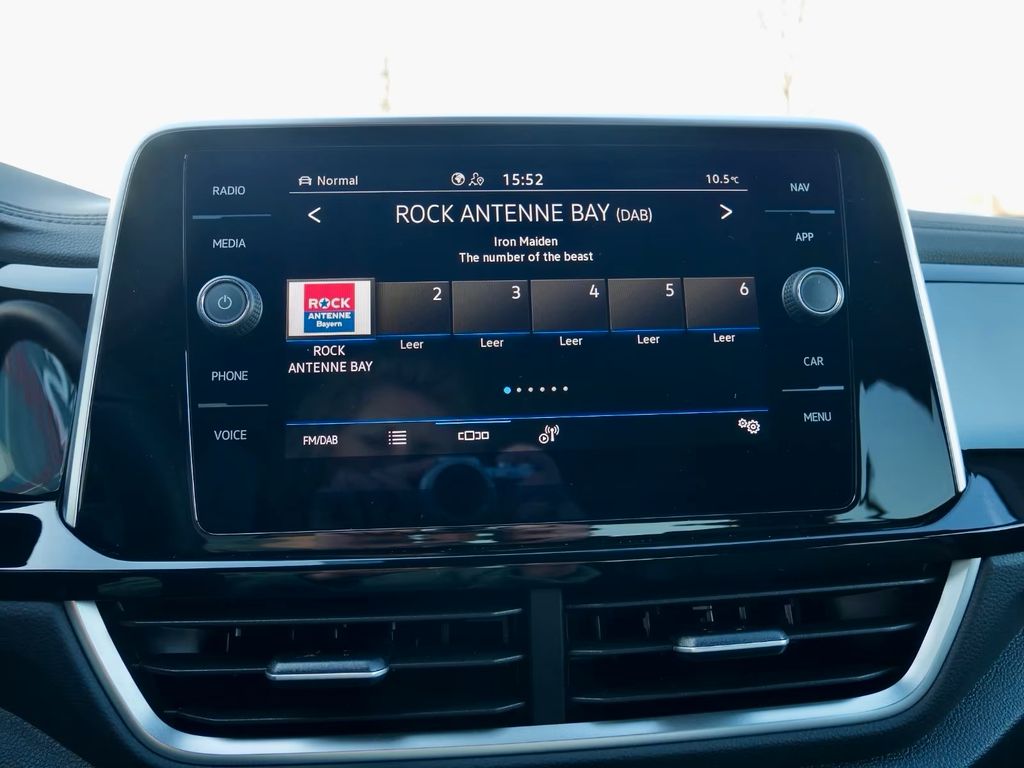 RADIO
MEDIA
PHONE
VOICE
Normal
15:52
10.5°C
< ROCK ANTENNE BAY (DAB) >
Iron Maiden
The number of the beast
ROCK
ANTENNE
Bayern
2
3
4
5
6
ROCK
ANTENNE BAY
Leer
Leer
Leer
Leer
Leer
FM/DAB
NAV
APP
CAR
MENU